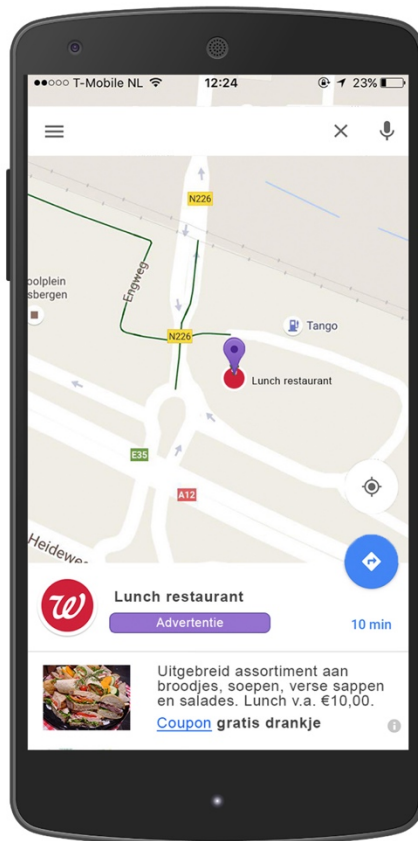 T-Mobile NL 12:24 23%
N226
Engweg
oolplein
sbergen
Tango
N226
Lunch restaurant
E35
A12
Heidewe
W
Lunch restaurant
Advertentie
10 min
Uitgebreid assortiment aan
broodjes, soepen, verse sappen
en salades. Lunch v.a. €10,00.
Coupon gratis drankje